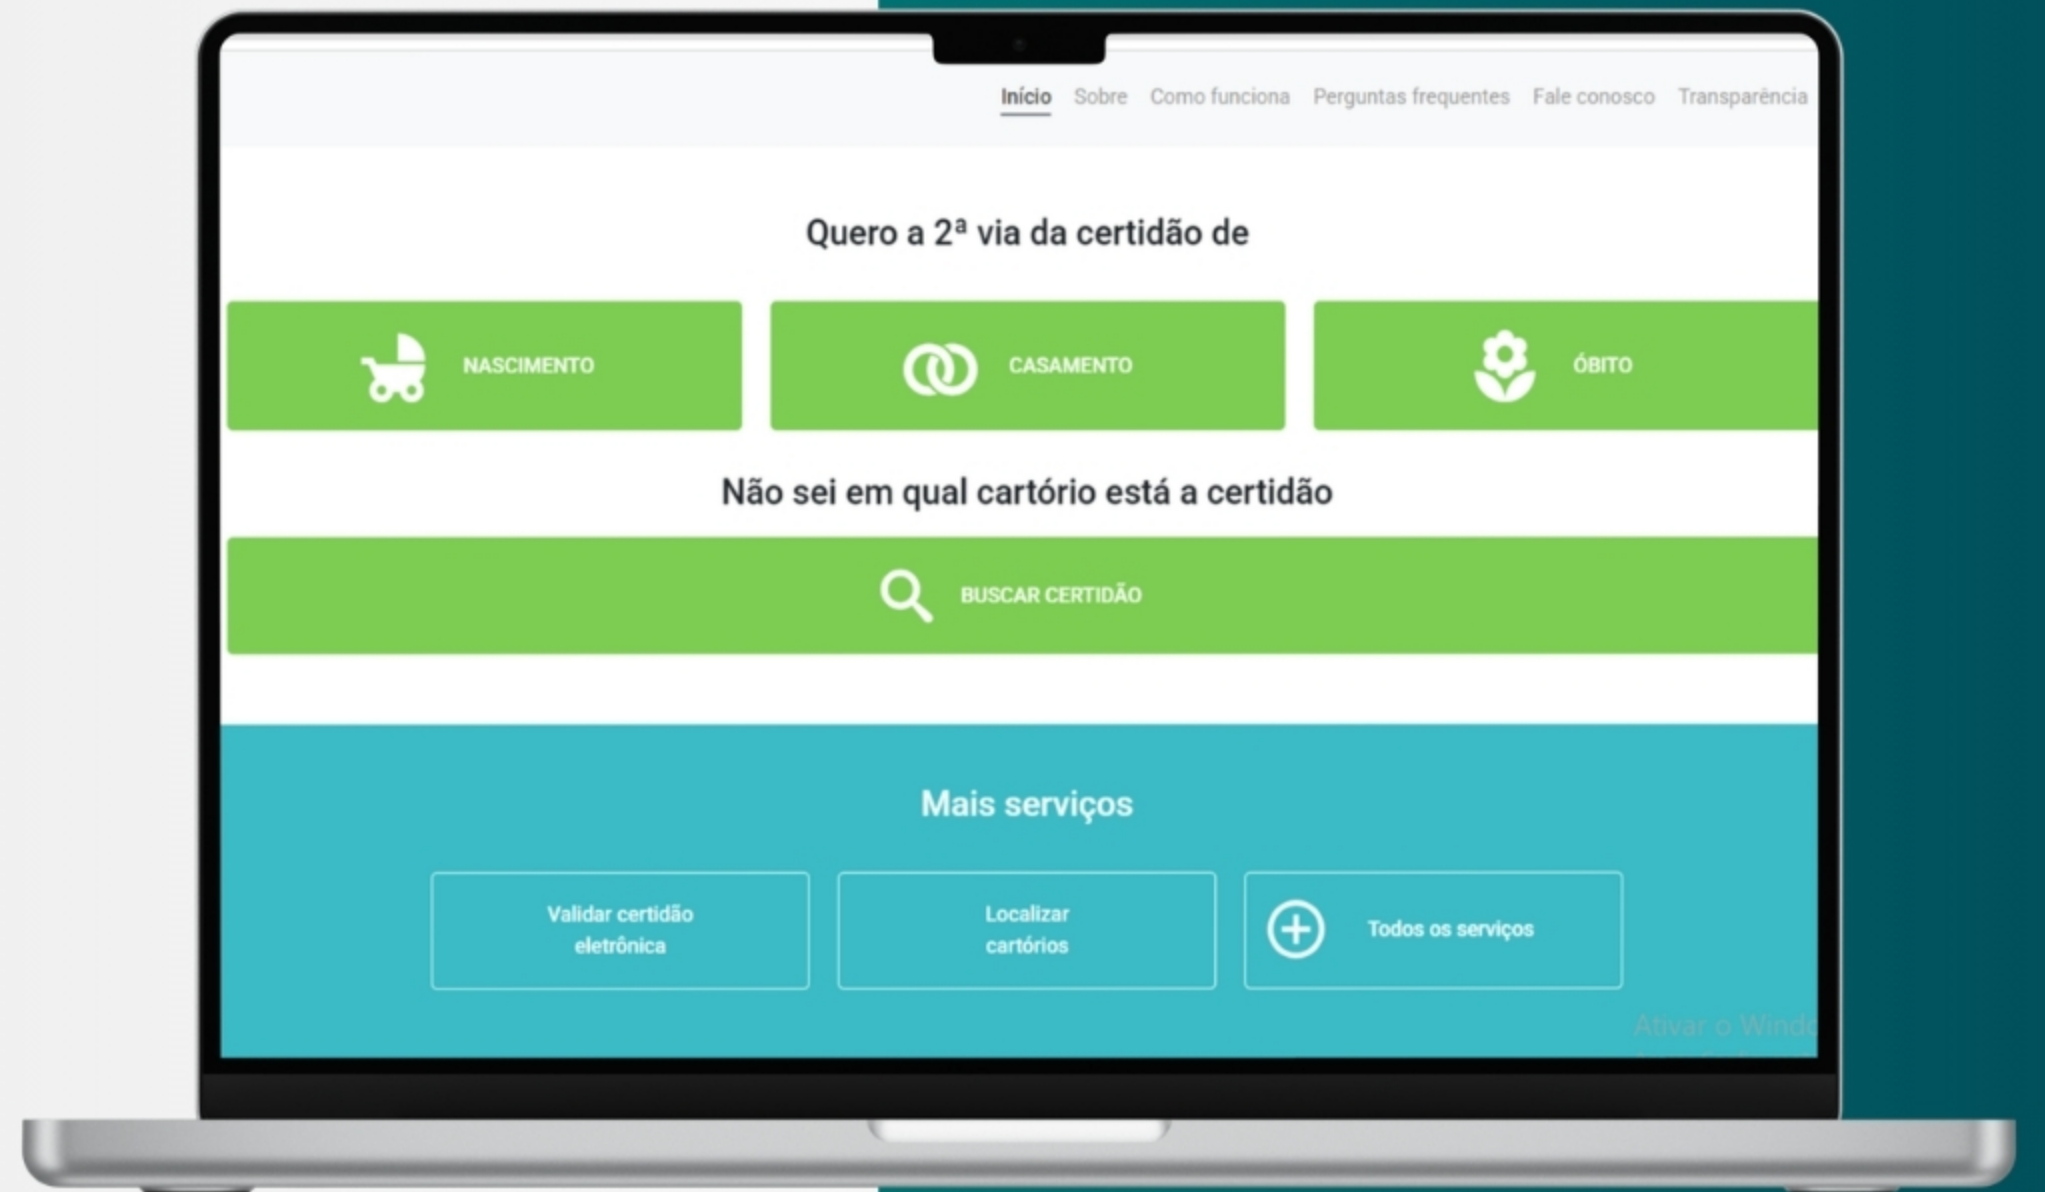 Início Sobre Como funciona Perguntas frequentes Fale conosco Transparência
Quero a 2ª via da certidão de
NASCIMENTO CASAMENTO ÓBITO
Não sei em qual cartório está a certidão
BUSCAR CERTIDÃO
Mais serviços
Validar certidão
eletrônica
Localizar
cartórios
Todos os serviços
Ativar o